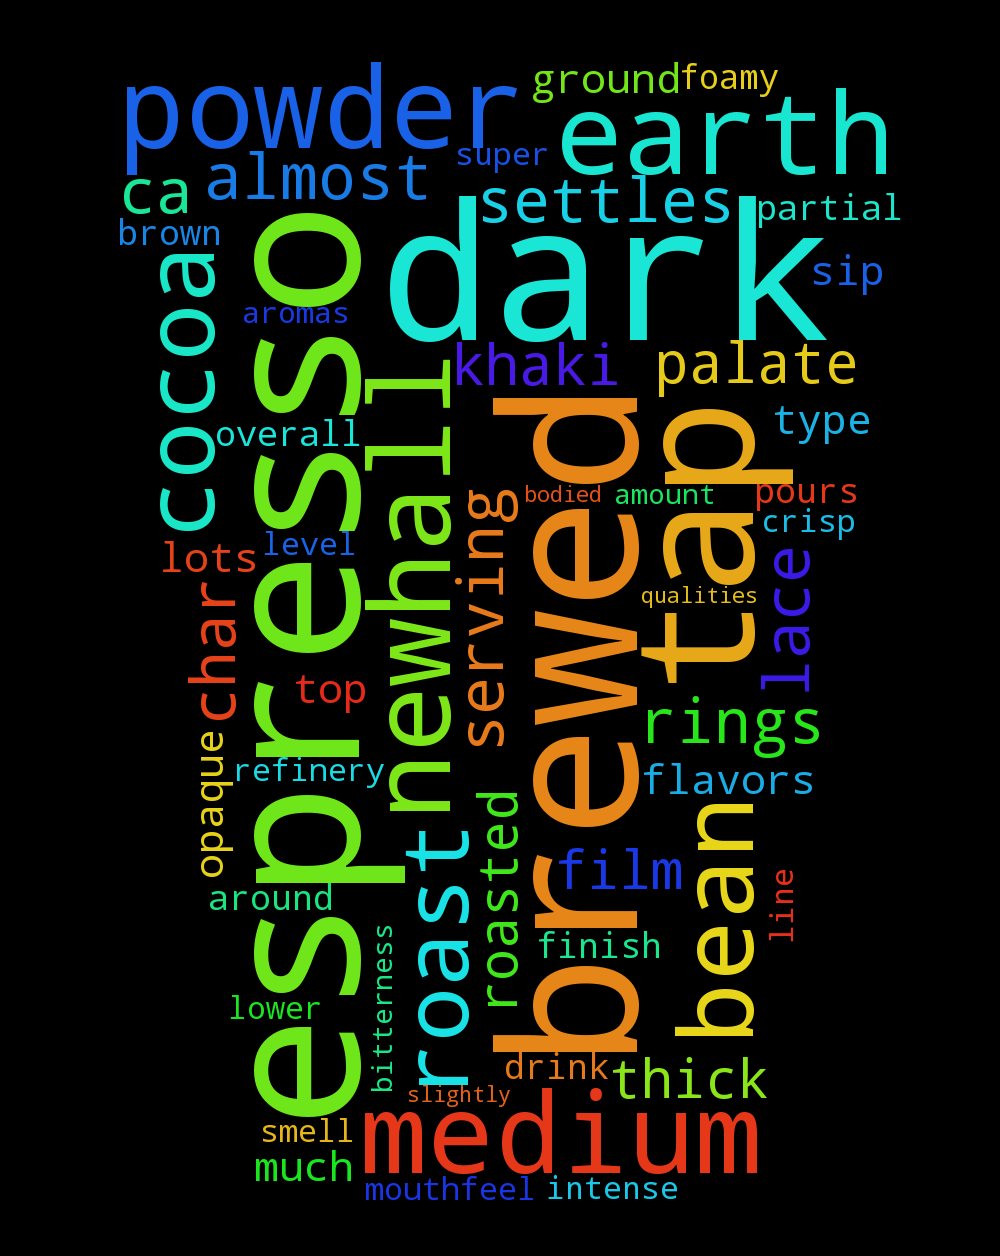 powder
ground
foamy
earth
super
almost
ca
settles
partial
brown
dark
sip
cocoa
espresso
aromas
khaki
palate
newhall
type
overall
brewed
tap
bodied
amount
pours
serving
crisp
lots
level
lace
char
qualities
top
rings
opaque
refinery
flavors
roasted
bean
roast
film
line
around
finish
bitterness
lower
drink
thick
slightly
medium
smell
much
mouthfeel
intense